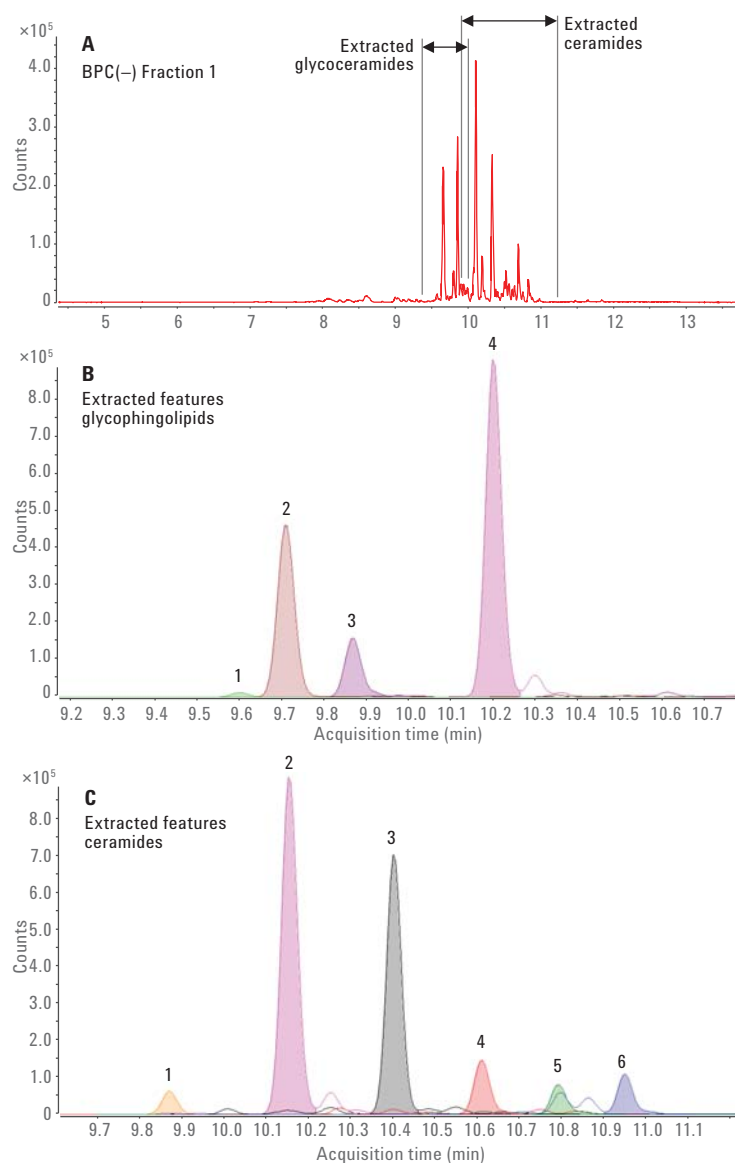 ×10⁵
A
BPC(–) Fraction 1
Extracted
glycoceramides
Extracted
ceramides
Counts
4.0
3.0
2.0
1.0
0
5 6 7 8 9 10 11 12 13
×10⁵
B
Extracted features
glycophingolipids
Counts
8.0
7.0
6.0
5.0
4.0
3.0
2.0
1.0
0
1
2
3
4
9.2 9.3 9.4 9.5 9.6 9.7 9.8 9.9 10.0 10.1 10.2 10.3 10.4 10.5 10.6 10.7
Acquisition time (min)
×10⁵
C
Extracted features
ceramides
Counts
8.0
7.0
6.0
5.0
4.0
3.0
2.0
1.0
0.0
1
2
3
4
5
6
9.7 9.8 9.9 10.0 10.1 10.2 10.3 10.4 10.5 10.6 10.7 10.8 10.9 11.0 11.1
Acquisition time (min)